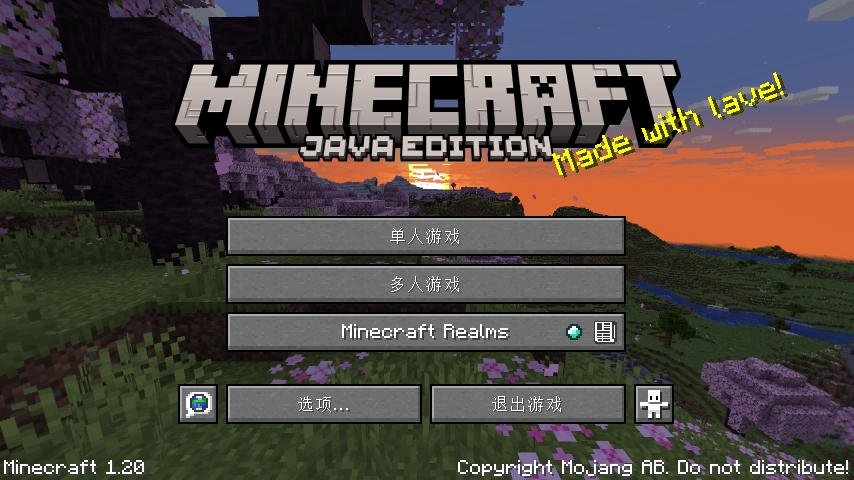 MINECRAFT
JAVA EDITION
Made with lave!
单人游戏
多人游戏
Minecraft Realms
选项...
退出游戏
Minecraft 1.20
Copyright Mojang AB. Do not distribute!